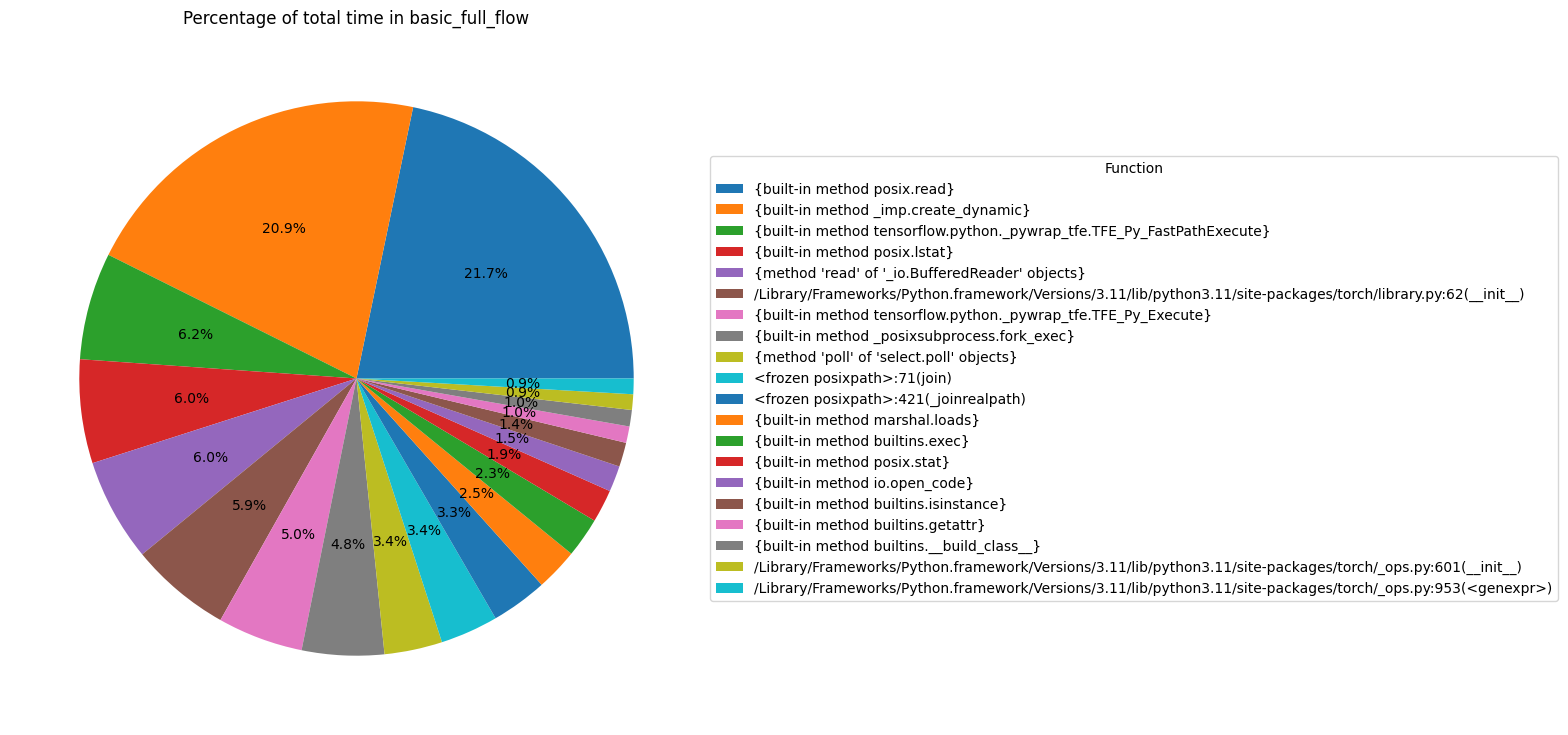 Percentage of total time in basic_full_flow
21.7%
20.9%
6.2%
6.0%
6.0%
5.9%
5.0%
4.8%
3.4%
3.4%
3.3%
2.5%
2.3%
1.9%
1.5%
1.4%
1.0%
1.0%
0.9%
0.9%
Function
{built-in method posix.read}
{built-in method _imp.create_dynamic}
{built-in method tensorflow.python._pywrap_tfe.TFE_Py_FastPathExecute}
{built-in method posix.lstat}
{method 'read' of '_io.BufferedReader' objects}
/Library/Frameworks/Python.framework/Versions/3.11/lib/python3.11/site-packages/torch/library.py:62(__init__)
{built-in method tensorflow.python._pywrap_tfe.TFE_Py_Execute}
{built-in method _posixsubprocess.fork_exec}
{method 'poll' of 'select.poll' objects}
<frozen posixpath>:71(join)
<frozen posixpath>:421(_joinrealpath)
{built-in method marshal.loads}
{built-in method builtins.exec}
{built-in method posix.stat}
{built-in method io.open_code}
{built-in method builtins.isinstance}
{built-in method builtins.getattr}
{built-in method builtins.__build_class__}
/Library/Frameworks/Python.framework/Versions/3.11/lib/python3.11/site-packages/torch/_ops.py:601(__init__)
/Library/Frameworks/Python.framework/Versions/3.11/lib/python3.11/site-packages/torch/_ops.py:953(<genexpr>)